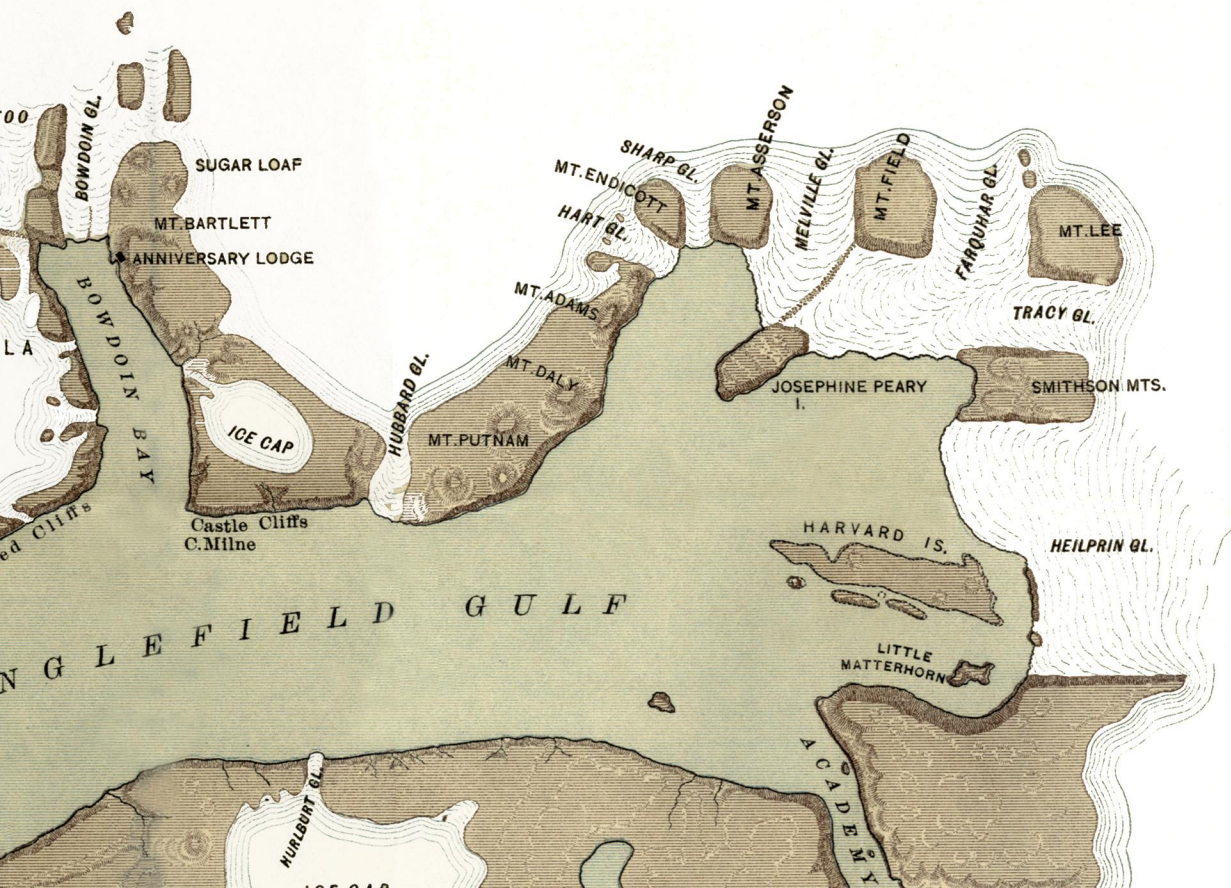 BOWDOIN GL.
SUGAR LOAF
MT. BARTLETT
ANNIVERSARY LODGE
BOWDOIN BAY
LA
ICE CAP
HUBBARD GL.
Castle Cliffs
C. Milne
Cliffs
SHARP GL.
MT. ENDICOTT
HART GL.
MT. ASSERSON
MELVILLE GL.
MT. FIELD
FARQUHAR GL.
MT. LEE
MT. ADAMS
TRACY GL.
MT. DALY
MT. PUTNAM
JOSEPHINE PEARY
I.
SMITHSON MTS.
HARVARD IS.
HEILPRIN GL.
NGLEFIELD GULF
LITTLE
MATTERHORN
ACADEMY
HURLBURT GL.
ICE CAP